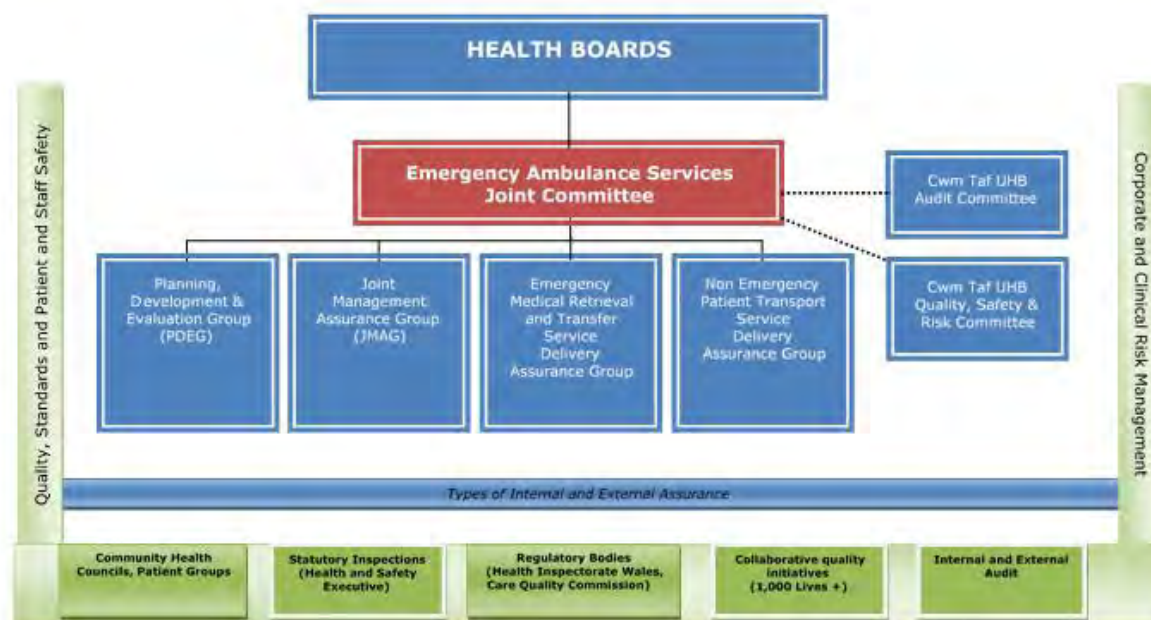 HEALTH BOARDS
Emergency Ambulance Services
Joint Committee
Cwm Taf UHB
Audit Committee
Cwm Taf UHB
Quality, Safety &
Risk Committee
Planning,
Development &
Evaluation Group
(PDEG)
Joint
Management
Assurance Group
(JMAG)
Emergency
Medical Retrieval
and Transfer
Service
Delivery
Assurance Group
Non Emergency
Patient Transport
Service
Delivery
Assurance Group
Quality, Standards and Patient and Staff Safety
Corporate and Clinical Risk Management
Types of Internal and External Assurance
Community Health
Councils, Patient Groups
Statutory Inspections
(Health and Safety
Executive)
Regulatory Bodies
(Health Inspectorate Wales,
Care Quality Commission)
Collaborative quality
initiatives
(1,000 Lives +)
Internal and External
Audit